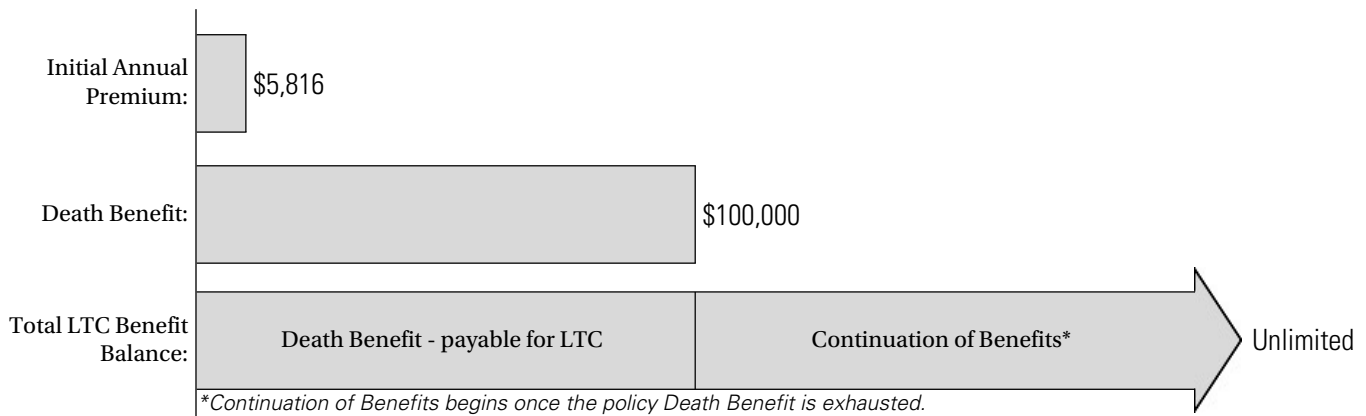 Initial Annual
Premium:
$5,816
Death Benefit:
$100,000
Total LTC Benefit
Balance:
Death Benefit - payable for LTC
Continuation of Benefits*
Unlimited
*Continuation of Benefits begins once the policy Death Benefit is exhausted.